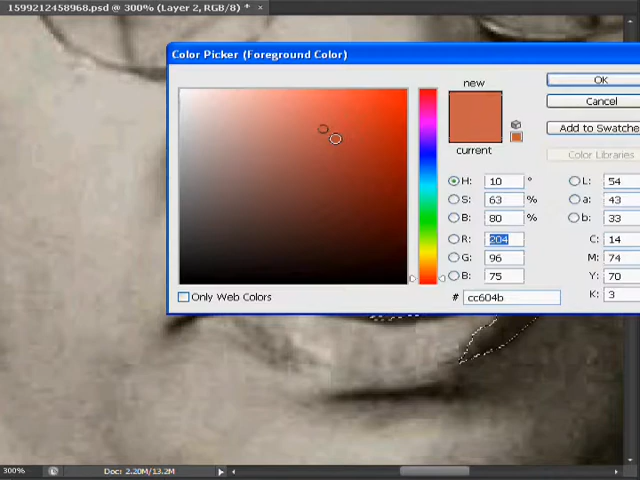 1599212458968.psd @ 300% (Layer 2, RGB/8) * ×
Color Picker (Foreground Color)
new
current
OK
Cancel
Add to Swatche
Color Libraries
H: 10 °
S: 63 %
B: 80 %
R: 204
G: 96
B: 75
L: 54
a: 43
b: 33
C: 14
M: 74
Y: 70
K: 3
Only Web Colors
# cc604b
300%
Doc: 2.20M/13.2M